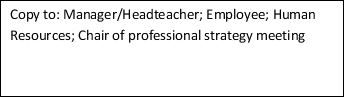 Copy to: Manager/Headteacher; Employee; Human
Resources; Chair of professional strategy meeting